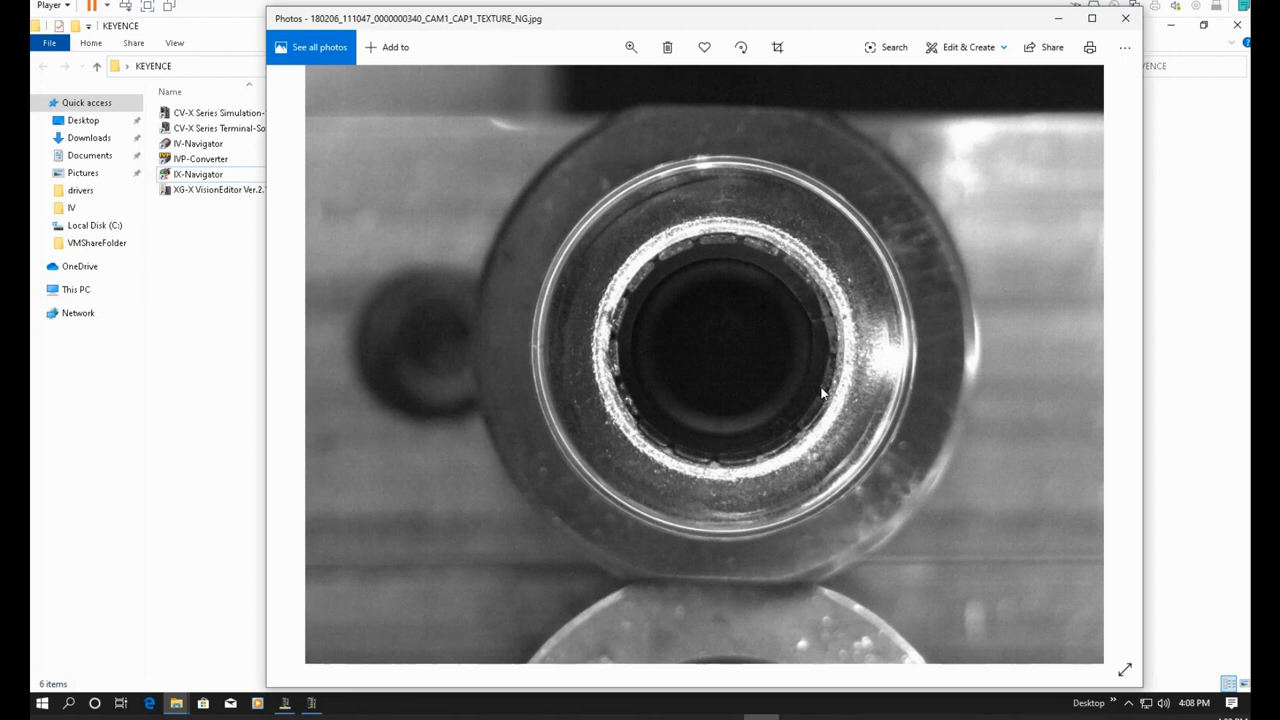 Player
Photos - 180206_111047_0000000340_CAM1_CAP1_TEXTURE_NG.jpg
KEYENCE
File
Home
Share
View
See all photos
Add to
Search
Edit & Create
Share
KEYENCE
Name
Quick access
Desktop
Downloads
Documents
Pictures
drivers
IV
Local Disk (C:)
VMShareFolder
OneDrive
This PC
Network
CV-X Series Simulation-
CV-X Series Terminal-So
IV-Navigator
IVP-Converter
IX-Navigator
XG-X VisionEditor Ver.2.
6 items
Desktop
4:08 PM